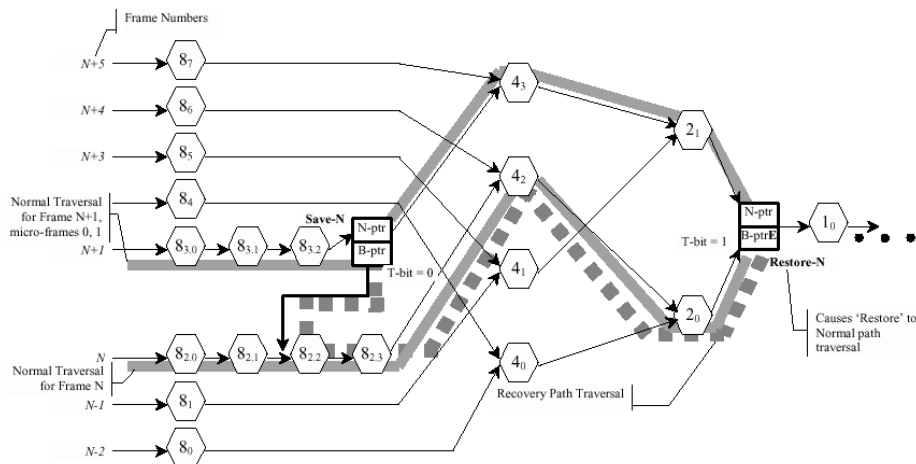 Frame Numbers
N+5
8₇
4₃
N+4
8₆
2₁
N+3
8₅
4₂
Normal Traversal
for Frame N+1,
micro-frames 0, 1
8₄
Save-N
N-ptr
B-ptr
N-ptr
B-ptrE
1₀
N+1
8₃.₀
8₃.₁
8₃.₂
T-bit = 0
4₁
T-bit = 1
Restore-N
N
8₂.₀
8₂.₁
8₂.₂
8₂.₃
2₀
Causes ‘Restore’ to
Normal path
traversal
Normal Traversal
for Frame N
4₀
Recovery Path Traversal
N-1
8₁
N-2
8₀